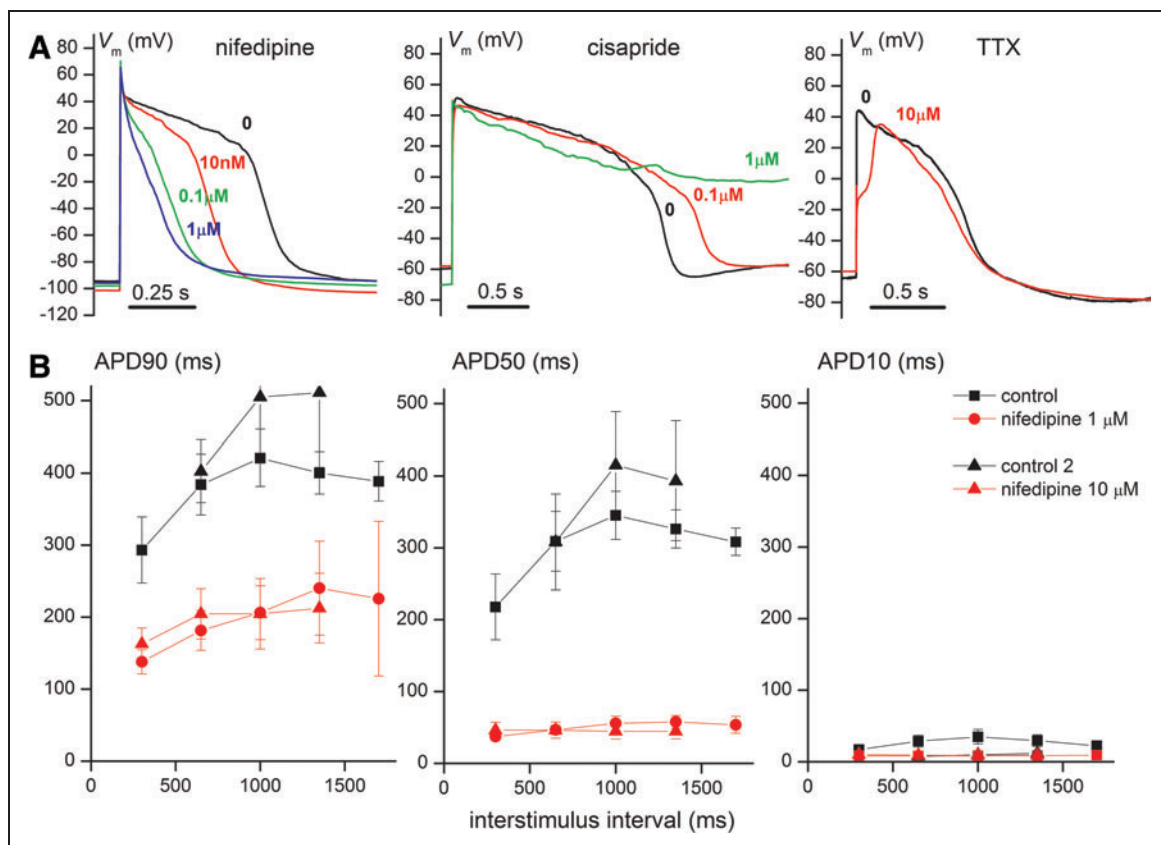 A
Vm (mV)
nifedipine
80
60
40
20
0
-20
-40
-60
-80
-100
-120
0
10nM
0.1μM
1μM
0.25 s
Vm (mV)
cisapride
80
60
40
20
0
-20
-40
-60
-80
1μM
0.1μM
0
0.5 s
Vm (mV)
TTX
80
60
40
20
0
-20
-40
-60
-80
0
10μM
0.5 s
B
APD90 (ms)
500
400
300
200
100
0
0 500 1000 1500
APD50 (ms)
500
400
300
200
100
0
0 500 1000 1500
APD10 (ms)
500
400
300
200
100
0
0 500 1000 1500
control
nifedipine 1 μM
control 2
nifedipine 10 μM
interstimulus interval (ms)